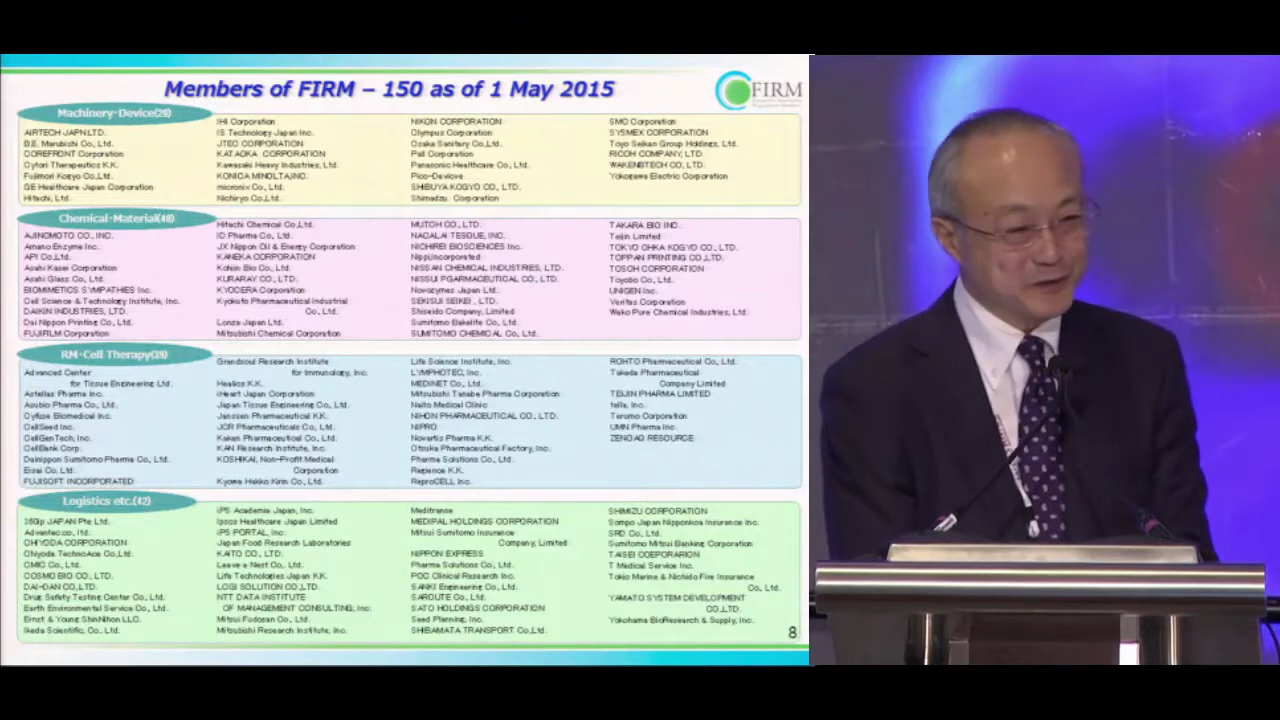 Members of FIRM – 150 as of 1 May 2015
FIRM
Machinery·Device(29)
AIRTECH JAPN,LTD.
B.E. Marubishi Co., Ltd.
COREFRONT Corporation
Cytori Therapeutics K.K.
Fujimori Kogyo Co.,Ltd.
GE Healthcare Japan Corporation
Hitachi, Ltd.
IHI Corporation
IS Technology Japan Inc.
JTEC CORPORATION
KATAOKA CORPORATION
Kawasaki Heavy Industries, Ltd.
KONICA MINOLTA,INC.
micronix Co., Ltd.
Nichiryo Co.,Ltd.
NIKON CORPORATION
Olympus Corporation
Osaka Sanitary Co.,Ltd.
Pall Corporation
Panasonic Healthcare Co., Ltd.
Pico-Devicve
SHIBUYA KOGYO CO., LTD.
Shimadzu Corporation
SMC Corporation
SYSMEX CORPORATION
Toyo Seikan Group Holdings, Ltd.
RICOH COMPANY, LTD.
WAKENBTECH CO., LTD.
Yokogawa Electric Corporation
Chemical·Material(40)
AJINOMOTO CO., INC.
Amano Enzyme Inc.
API Co.,Ltd.
Asahi Kasei Corporation
Asahi Glass Co., Ltd.
BIOMIMETICS SYMPATHIES Inc.
Cell Science & Technology Institute, Inc.
DAIKIN INDUSTRIES, LTD.
Dai Nippon Printing Co., Ltd.
FUJIFILM Corporation
Hitachi Chemical Co.,Ltd.
ID Pharma Co., Ltd.
JX Nippon Oil & Energy Corporation
KANEKA CORPORATION
Kohjin Bio Co., Ltd.
KURARAY CO., LTD.
KYOCERA Corporation
Kyokuto Pharmaceutical Industrial
Co., Ltd.
Lonza Japan Ltd.
Mitsubishi Chemical Corporation
MUTOH CO., LTD.
NACALAI TESQUE, INC.
NICHIREI BIOSCIENCES Inc.
Nippi,Incorporated
NISSAN CHEMICAL INDUSTRIES, LTD.
NISSUI PGARMACEUTICAL CO., LTD.
Novozymes Japan Ltd.
SEKISUI SEIKEI , LTD.
Shiseido Company, Limited
Sumitomo Bakelite Co., Ltd.
SUMITOMO CHEMICAL Co., Ltd.
TAKARA BIO INC.
Teijin Limited
TOKYO OHKA KOGYO CO., LTD.
TOPPAN PRINTING CO., LTD.
TOSOH CORPORATION
Toyobo Co., Ltd.
UNIGEN Inc.
Veritas Corporation
Wako Pure Chemical Industries, Ltd.
RM·Cell Therapy(39)
Advanced Center
for Tissue Engineering Ltd.
Astellas Pharma Inc.
Asubio Pharma Co., Ltd.
Cyfuse Biomedical Inc.
CellSeed Inc.
CellGenTech, Inc.
CellBank Corp.
Dainippon Sumitomo Pharma Co., Ltd.
Eisai Co. Ltd.
FUJISOFT INCORPORATED
Grandsoul Research Institute
for Immunology, Inc.
Healios K.K.
iHeart Japan Corporation
Japan Tissue Engineering Co., Ltd.
Janssen Pharmaceutical K.K.
JCR Pharmaceuticals Co., Ltd.
Kaken Pharmaceutical Co., Ltd.
KAN Research Institute, Inc.
KOSHIKAI, Non-Profit Medical
Corporation
Kyowa Hakko Kirin Co., Ltd.
Life Science Institute, Inc.
LYMPHOTEC, Inc.
MEDINET Co., Ltd.
Mitsubishi Tanabe Pharma Corporation
Naito Medical Clinic
NIHON PHARMACEUTICAL CO., LTD.
NIPRO
Novartis Pharma K.K.
Otsuka Pharmaceutical Factory, Inc.
Pharma Solutions Co., Ltd.
Regience K.K.
ReproCELL Inc.
ROHTO Pharmaceutical Co., Ltd.
Takeda Pharmaceutical
Company Limited
TEIJIN PHARMA LIMITED
tella, Inc.
Terumo Corporation
UMN Pharma Inc.
ZENOAQ RESOURCE
Logistics etc.(42)
JAPAN Pte Ltd.
Advantec.co., ltd.
CHIYODA CORPORATION
Chiyoda TechnoAce Co.,Ltd.
CMIC Co., Ltd.
COSMO BIO CO., LTD.
DAI-DAN CO.,LTD.
Drug Safety Testing Center Co., Ltd.
Earth Environmental Service Co., Ltd.
Ernst & Young ShinNihon LLC.
Ikeda Scientific, Co., Ltd.
iPS Academia Japan, Inc.
Ipsos Healthcare Japan Limited
iPS PORTAL, Inc.
Japan Food Research Laboratories
KAITO CO., LTD.
Leave a Nest Co., Ltd.
Life Technologies Japan K.K.
LOGI SOLUTION CO.,LTD.
NTT DATA INSTITUTE
OF MANAGEMENT CONSULTING, Inc.
Mitsui Fudosan Co., Ltd.
Mitsubishi Research Institute, Inc.
Meditrans
MEDIPAL HOLDINGS CORPORATION
Mitsui Sumitomo Insurance
Company, Limited
NIPPON EXPRESS
Pharma Solutions Co., Ltd.
POC Clinical Research Inc.
SANKI Engineering Co., Ltd.
SAROUTE Co., Ltd.
SATO HOLDINGS CORPORATION
Seed Planning, Inc.
SHIBAMATA TRANSPORT Co.,Ltd.
SHIMIZU CORPORATION
Sompo Japan Nipponkoa Insurance Inc.
SRD Co., Ltd.
Sumitomo Mitsui Banking Corporation
TAISEI COEPORARION
T Medical Service Inc.
Tokio Marine & Nichido Fire Insurance
Co., Ltd.
YAMATO SYSTEM DEVELOPMENT
CO.,LTD.
Yokohama BioResearch & Supply, Inc.
8